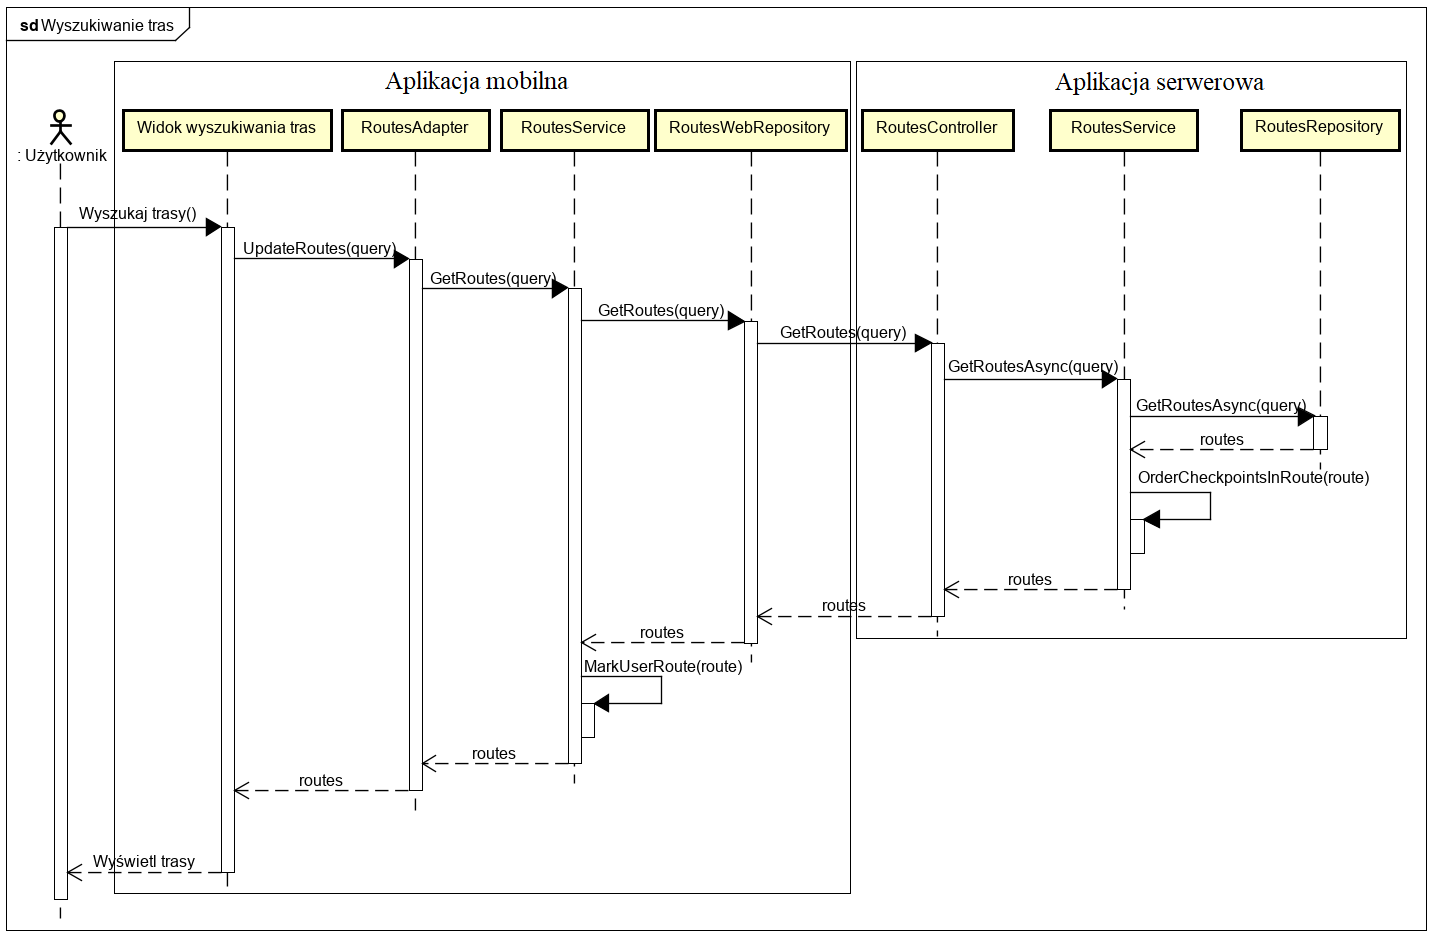 sd Wyszukiwanie tras
Aplikacja mobilna
Aplikacja serwerowa
: Użytkownik
Widok wyszukiwania tras
RoutesAdapter
RoutesService
RoutesWebRepository
RoutesController
RoutesService
RoutesRepository
Wyszukaj trasy()
UpdateRoutes(query)
GetRoutes(query)
GetRoutes(query)
GetRoutes(query)
GetRoutesAsync(query)
GetRoutesAsync(query)
routes
OrderCheckpointsInRoute(route)
routes
routes
routes
MarkUserRoute(route)
routes
routes
Wyświetl trasy